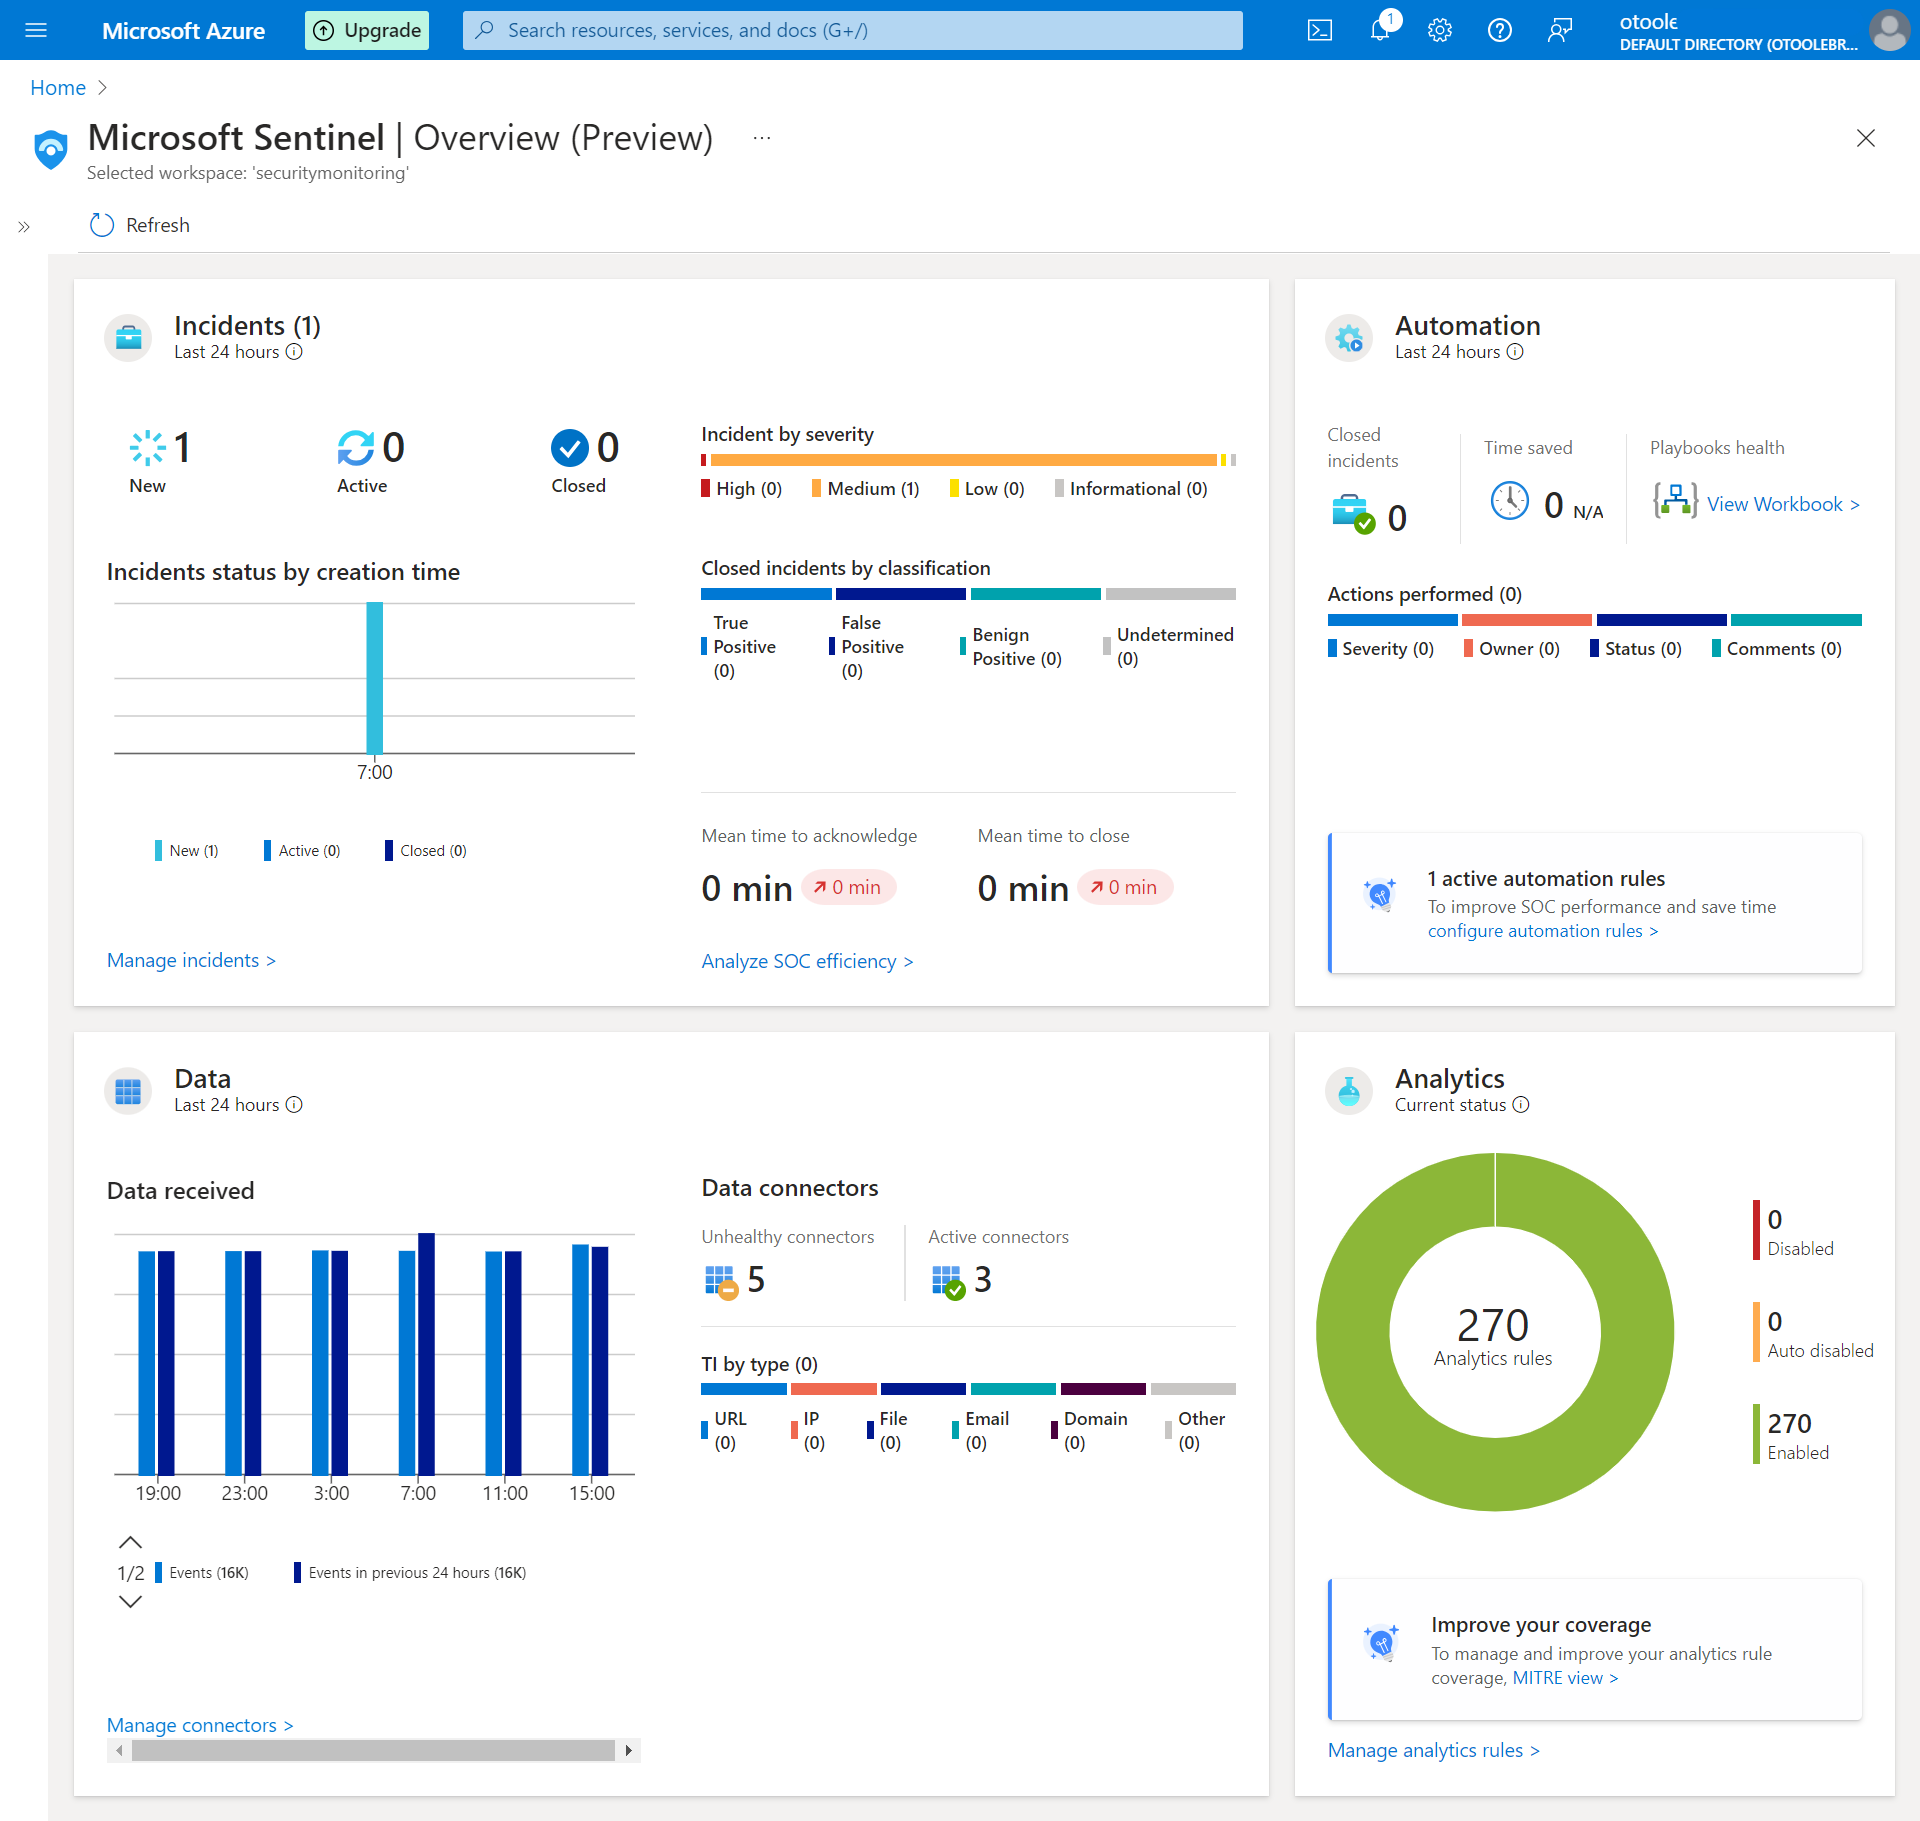 Microsoft Azure
Upgrade
Search resources, services, and docs (G+/)
1
DEFAULT DIRECTORY (OTOOLEBR...
Home
Microsoft Sentinel | Overview (Preview)
...
Selected workspace: 'securitymonitoring'
Refresh
Incidents (1)
Last 24 hours
1
New
0
Active
0
Closed
Incidents status by creation time
7:00
New (1)
Active (0)
Closed (0)
Manage incidents >
Incident by severity
High (0)
Medium (1)
Low (0)
Informational (0)
Closed incidents by classification
True
Positive
(0)
False
Positive
(0)
Benign
Positive (0)
Undetermined
(0)
Mean time to acknowledge
0 min
0 min
Mean time to close
0 min
0 min
Analyze SOC efficiency >
Automation
Last 24 hours
Closed
incidents
0
Time saved
0 N/A
Playbooks health
View Workbook >
Actions performed (0)
Severity (0)
Owner (0)
Status (0)
Comments (0)
1 active automation rules
To improve SOC performance and save time
configure automation rules >
Data
Last 24 hours
Data received
19:00
23:00
3:00
7:00
11:00
15:00
1/2
Events (16K)
Events in previous 24 hours (16K)
Manage connectors >
Data connectors
Unhealthy connectors
5
Active connectors
3
TI by type (0)
URL
(0)
IP
(0)
File
(0)
Email
(0)
Domain
(0)
Other
(0)
Analytics
Current status
270
Analytics rules
0
Disabled
0
Auto disabled
270
Enabled
Improve your coverage
To manage and improve your analytics rule
coverage, MITRE view >
Manage analytics rules >